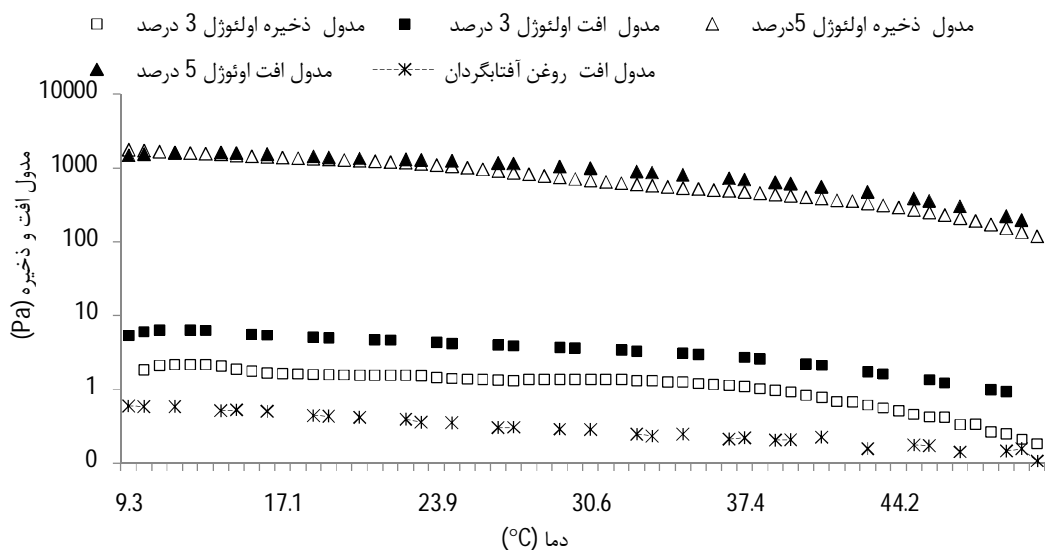 مدول ذخیره اولئوژل 3 درصد مدول افت اولئوژل 3 درصد مدول ذخیره اولئوژل 5درصد
مدول افت اوئوژل 5 درصد مدول افت روغن آفتابگردان
10000
1000
100
10
1
0
مدول افت و ذخیره (Pa)
9.3 17.1 23.9 30.6 37.4 44.2
دما (°C)